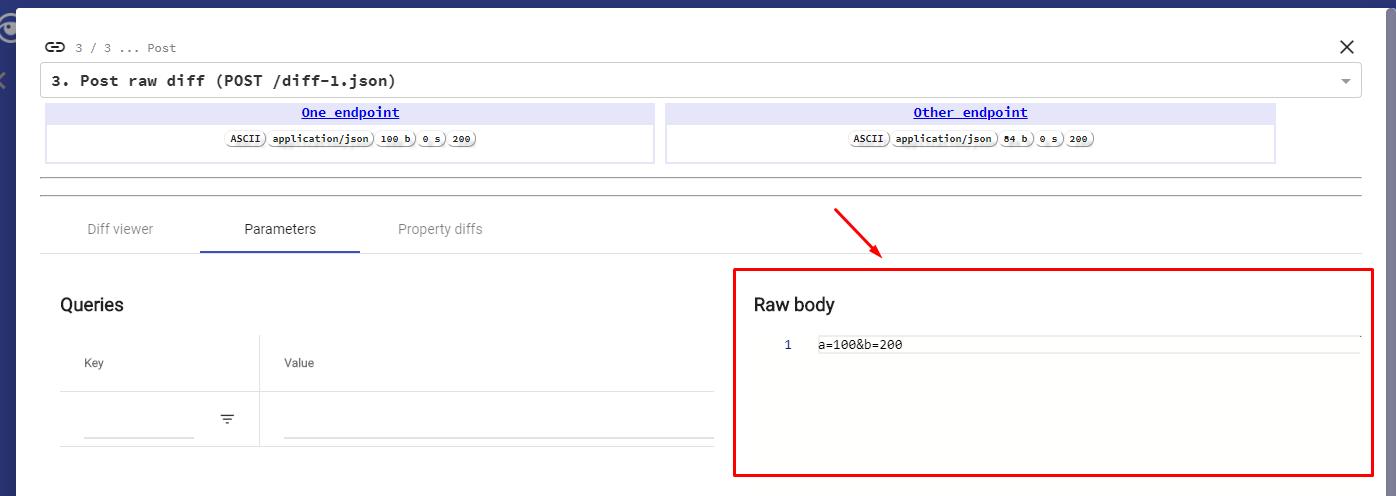 3 / 3 ... Post
3. Post raw diff (POST /diff-1.json)
One endpoint
ASCII application/json 100 b 0 s 200
Other endpoint
ASCII application/json 84 b 0 s 200
Diff viewer Parameters Property diffs
Queries
Key Value
Raw body
1 a=100&b=200